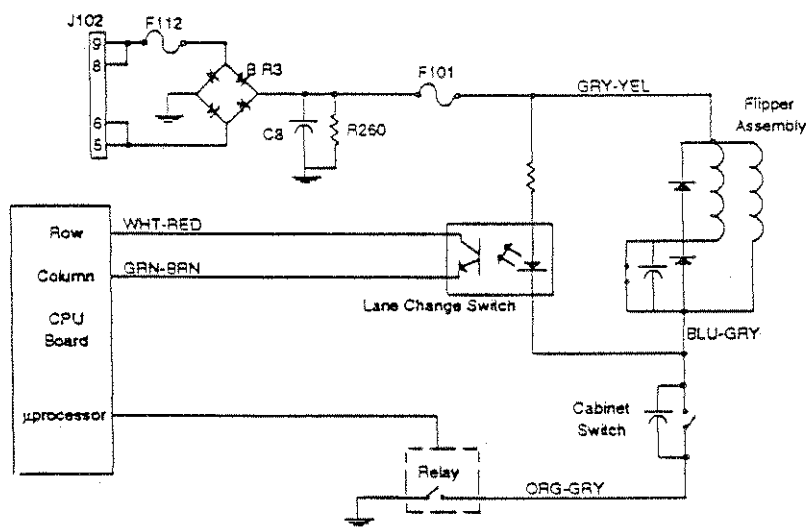 J102
F112
9
8
BR3
6
5
C8
R260
F101
GRY-YEL
Flipper
Assembly
Row
WHT-RED
Column
GRN-BRN
CPU
Board
Lane Change Switch
BLU-GRY
Cabinet
Switch
µprocessor
Relay
ORG-GRY